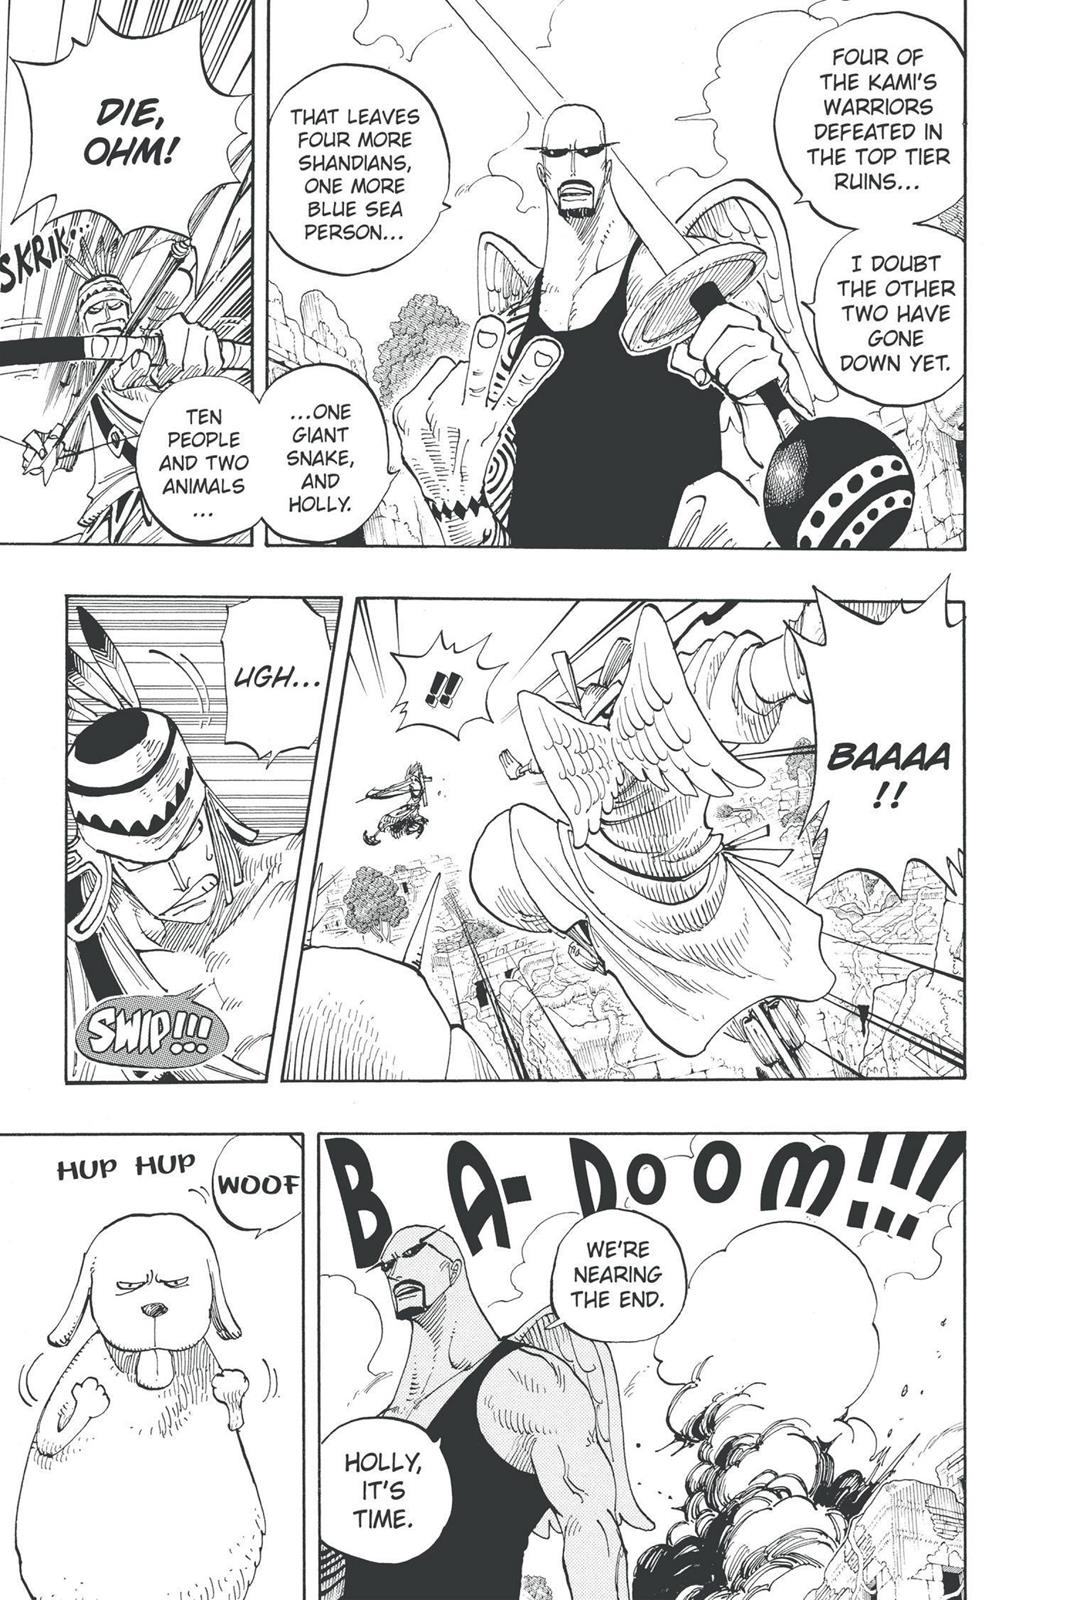 FOUR OF
THE KAMI'S
WARRIORS
DEFEATED IN
THE TOP TIER
RUINS...
I DOUBT
THE OTHER
TWO HAVE
GONE
DOWN YET.
THAT LEAVES
FOUR MORE
SHANDIANS,
ONE MORE
BLUE SEA
PERSON...
...ONE
GIANT
SNAKE,
AND
HOLLY.
DIE,
OHM!
SKRIK...
TEN
PEOPLE
AND TWO
ANIMALS
...
BAAAA
!!
!!
UGH...
SWIP!!!
BA-DOOM!!!
WE'RE
NEARING
THE END.
HOLLY,
IT'S
TIME.
WOOF
HUP HUP